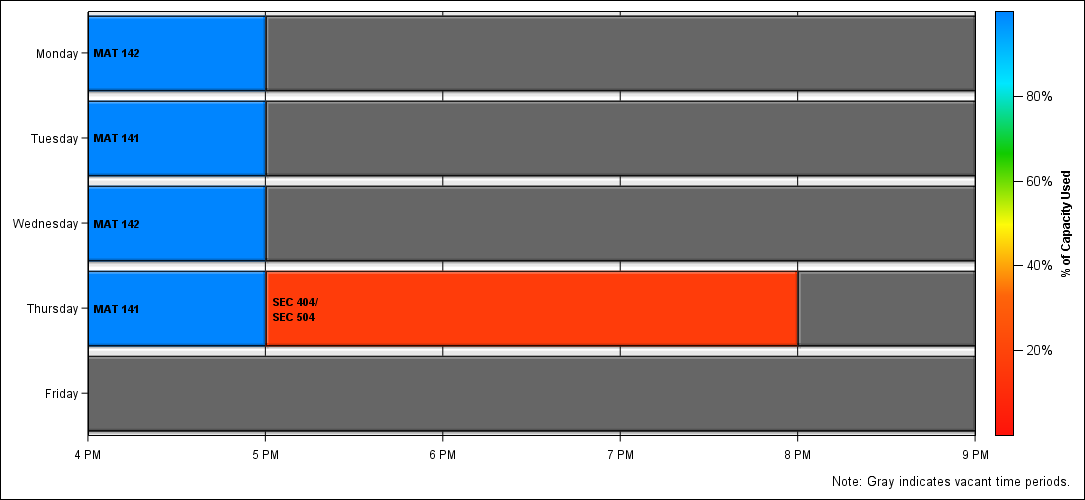 Monday
MAT 142
Tuesday
MAT 141
Wednesday
MAT 142
Thursday
MAT 141
SEC 404/
SEC 504
Friday
4 PM 5 PM 6 PM 7 PM 8 PM 9 PM
80%
60%
40%
20%
% of Capacity Used
Note: Gray indicates vacant time periods.